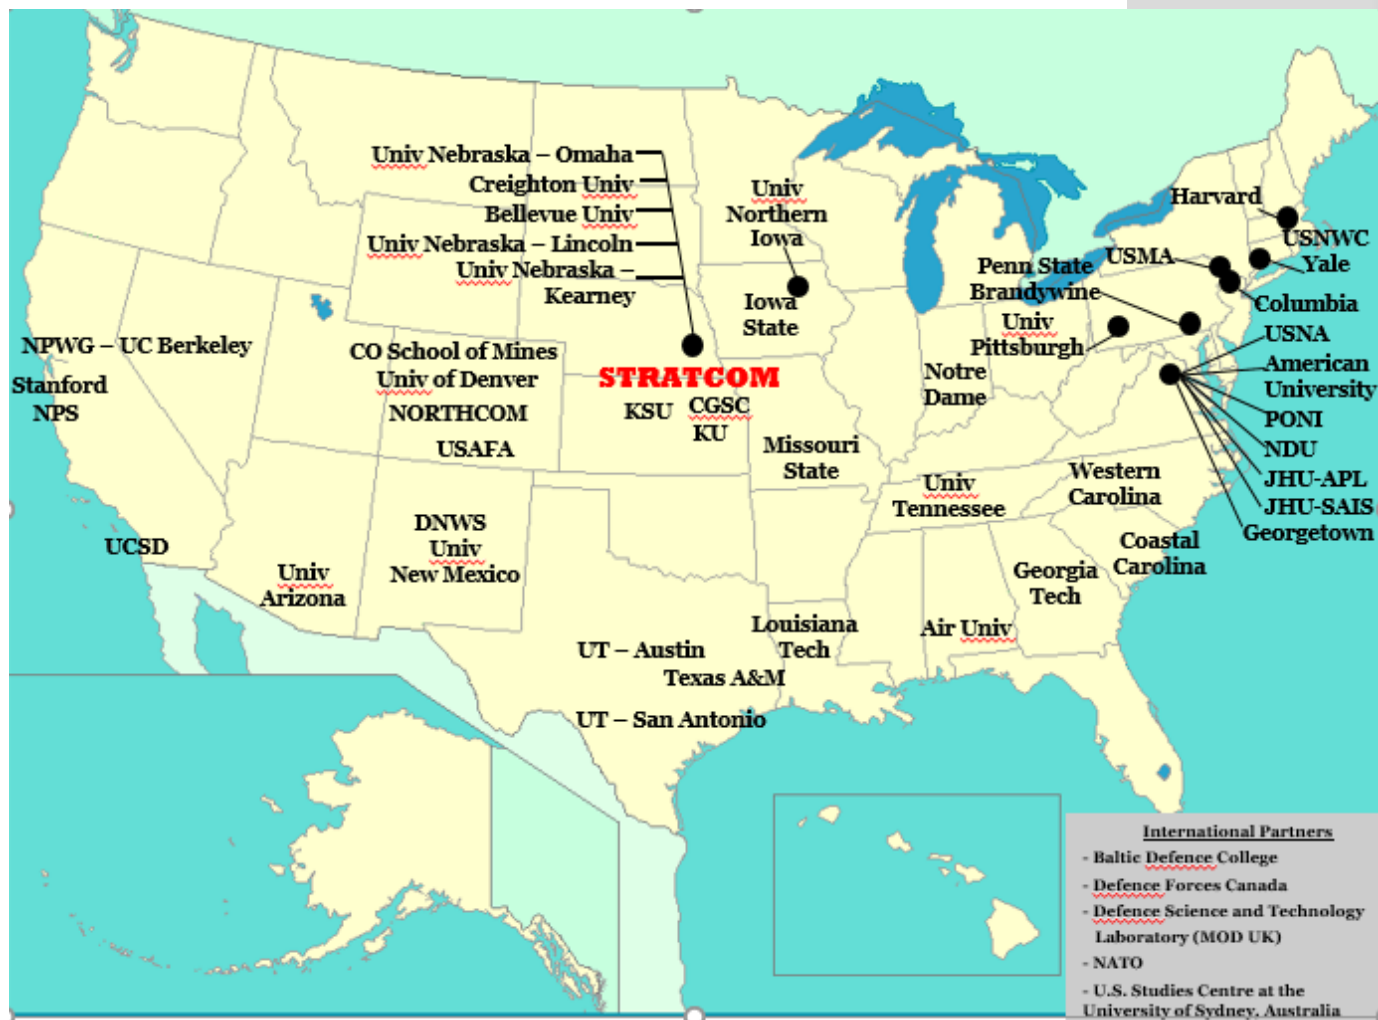 Univ Nebraska – Omaha
Creighton Univ
Bellevue Univ
Univ Nebraska – Lincoln
Univ Nebraska –
Kearney
Univ
Northern
Iowa
Iowa
State
Harvard
USNWC
Yale
USMA
Columbia
Penn State
Brandywine
Univ
Pittsburgh
USNA
American
University
PONI
NDU
JHU-APL
JHU-SAIS
Georgetown
Notre
Dame
NPWG – UC Berkeley
Stanford
NPS
CO School of Mines
Univ of Denver
NORTHCOM
USAFA
STRATCOM
KSU
CGSC
KU
Missouri
State
Univ
Tennessee
Western
Carolina
Coastal
Carolina
Georgia
Tech
Air Univ
UCSD
Univ
Arizona
DNWS
Univ
New Mexico
Louisiana
Tech
UT – Austin
Texas A&M
UT – San Antonio
International Partners
- Baltic Defence College
- Defence Forces Canada
- Defence Science and Technology
Laboratory (MOD UK)
- NATO
- U.S. Studies Centre at the
University of Sydney, Australia